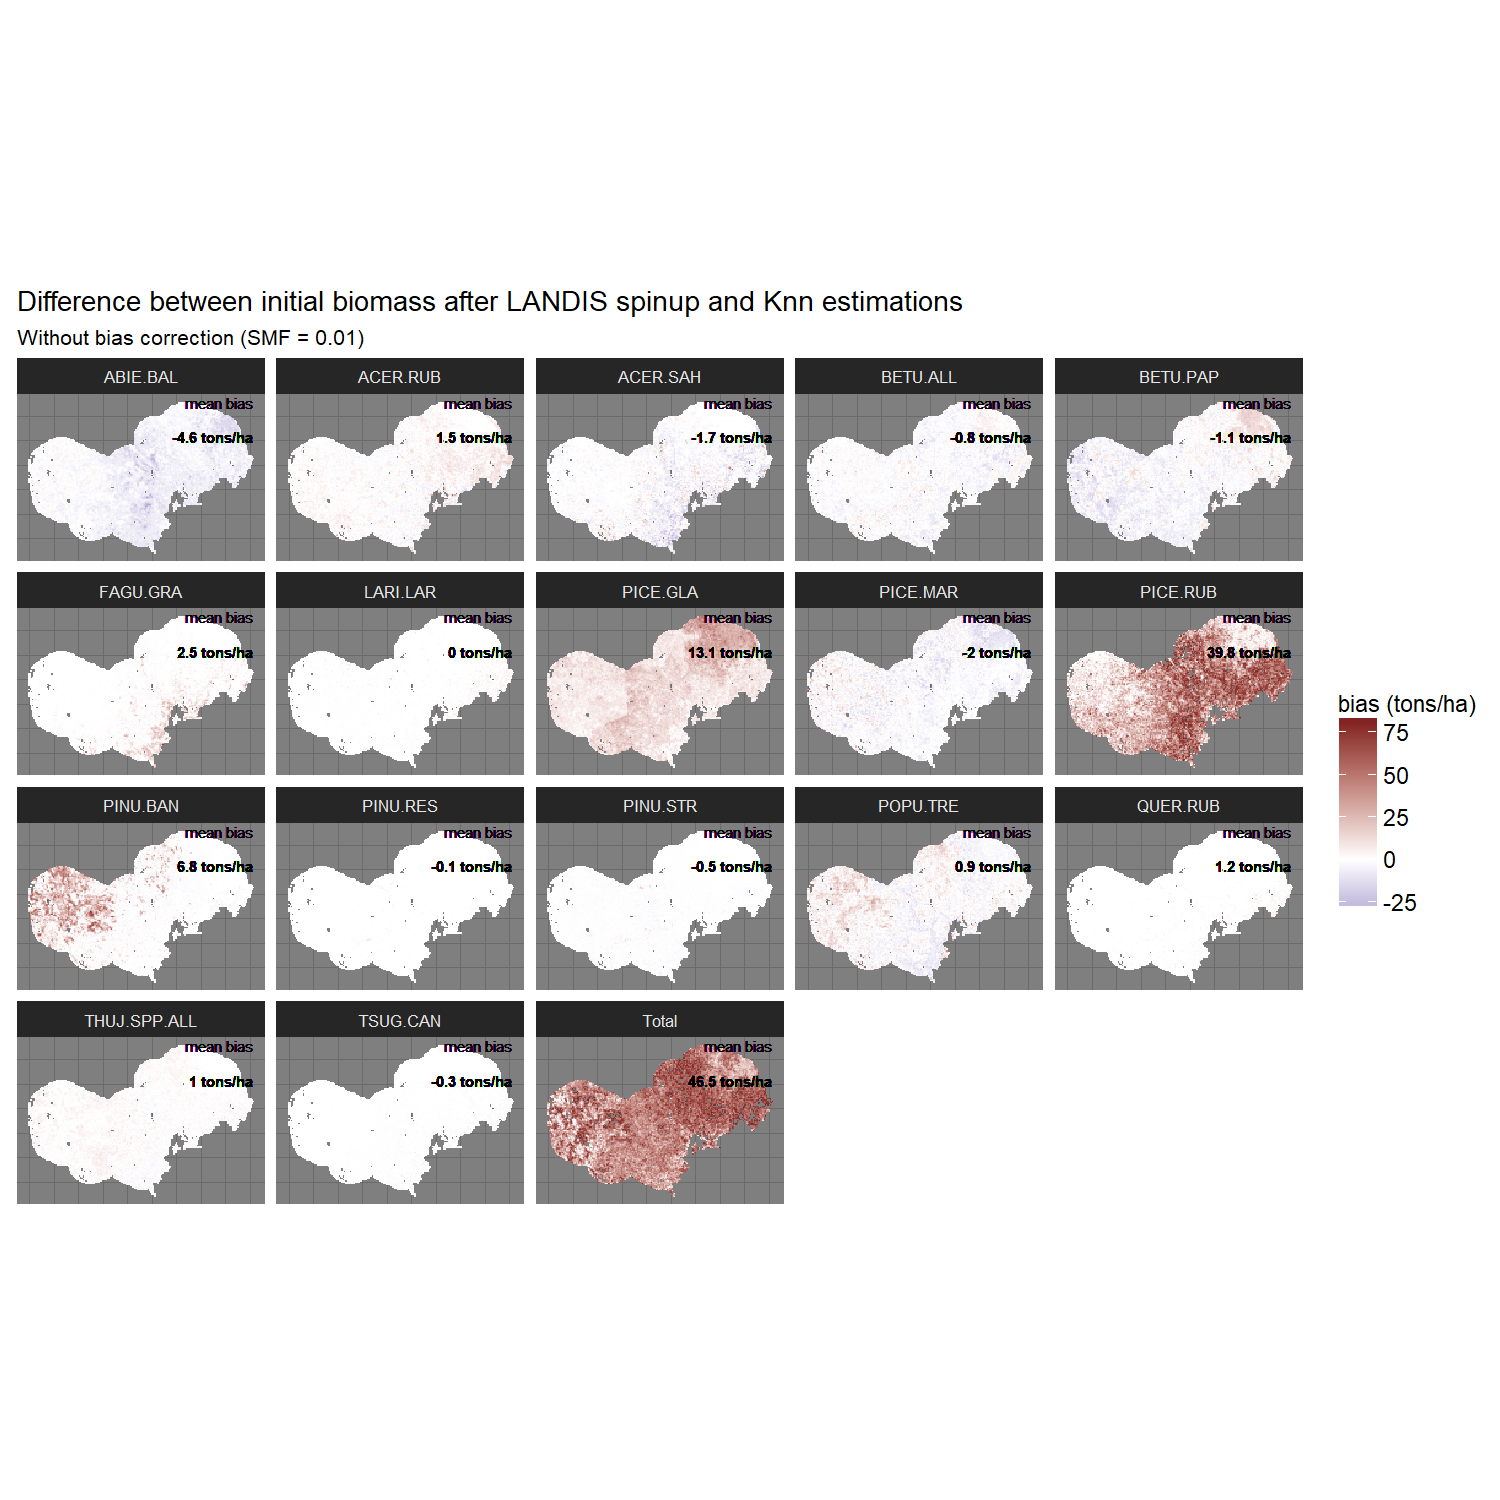 Difference between initial biomass after LANDIS spinup and Knn estimations
Without bias correction (SMF = 0.01)
ABIE.BAL
mean bias
-4.6 tons/ha
ACER.RUB
mean bias
1.5 tons/ha
ACER.SAH
mean bias
-1.7 tons/ha
BETU.ALL
mean bias
-0.8 tons/ha
BETU.PAP
mean bias
-1.1 tons/ha
FAGU.GRA
mean bias
2.5 tons/ha
LARI.LAR
mean bias
0 tons/ha
PICE.GLA
mean bias
13.1 tons/ha
PICE.MAR
mean bias
-2 tons/ha
PICE.RUB
mean bias
39.8 tons/ha
PINU.BAN
mean bias
6.8 tons/ha
PINU.RES
mean bias
-0.1 tons/ha
PINU.STR
mean bias
-0.5 tons/ha
POPU.TRE
mean bias
0.9 tons/ha
QUER.RUB
mean bias
1.2 tons/ha
THUJ.SPP.ALL
mean bias
1 tons/ha
TSUG.CAN
mean bias
-0.3 tons/ha
Total
mean bias
46.5 tons/ha
bias (tons/ha)
75
50
25
0
-25